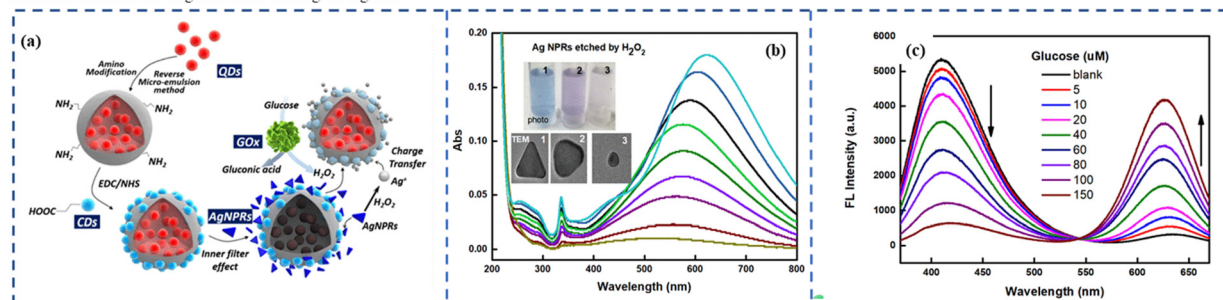 (a)
QDs
Amino
Modification
Reverse
Micro-emulsion
method
NH2
NH2
NH2
NH2
EDC/NHS
HOOC
CDs
AgNPRs
Inner filter
effect
Glucose
GOx
Gluconic acid
H2O2
Charge
Transfer
Ag+
H2O2
AgNPRs
(b)
Ag NPRs etched by H2O2
1 2 3
photo
TEM 1 2 3
Abs
0.20
0.15
0.10
0.05
0.00
200 300 400 500 600 700 800
Wavelength (nm)
(c)
Glucose (uM)
blank
5
10
20
40
60
80
100
150
FL Intensity (a.u.)
6000
5000
4000
3000
2000
1000
0
400 450 500 550 600 650
Wavelength (nm)